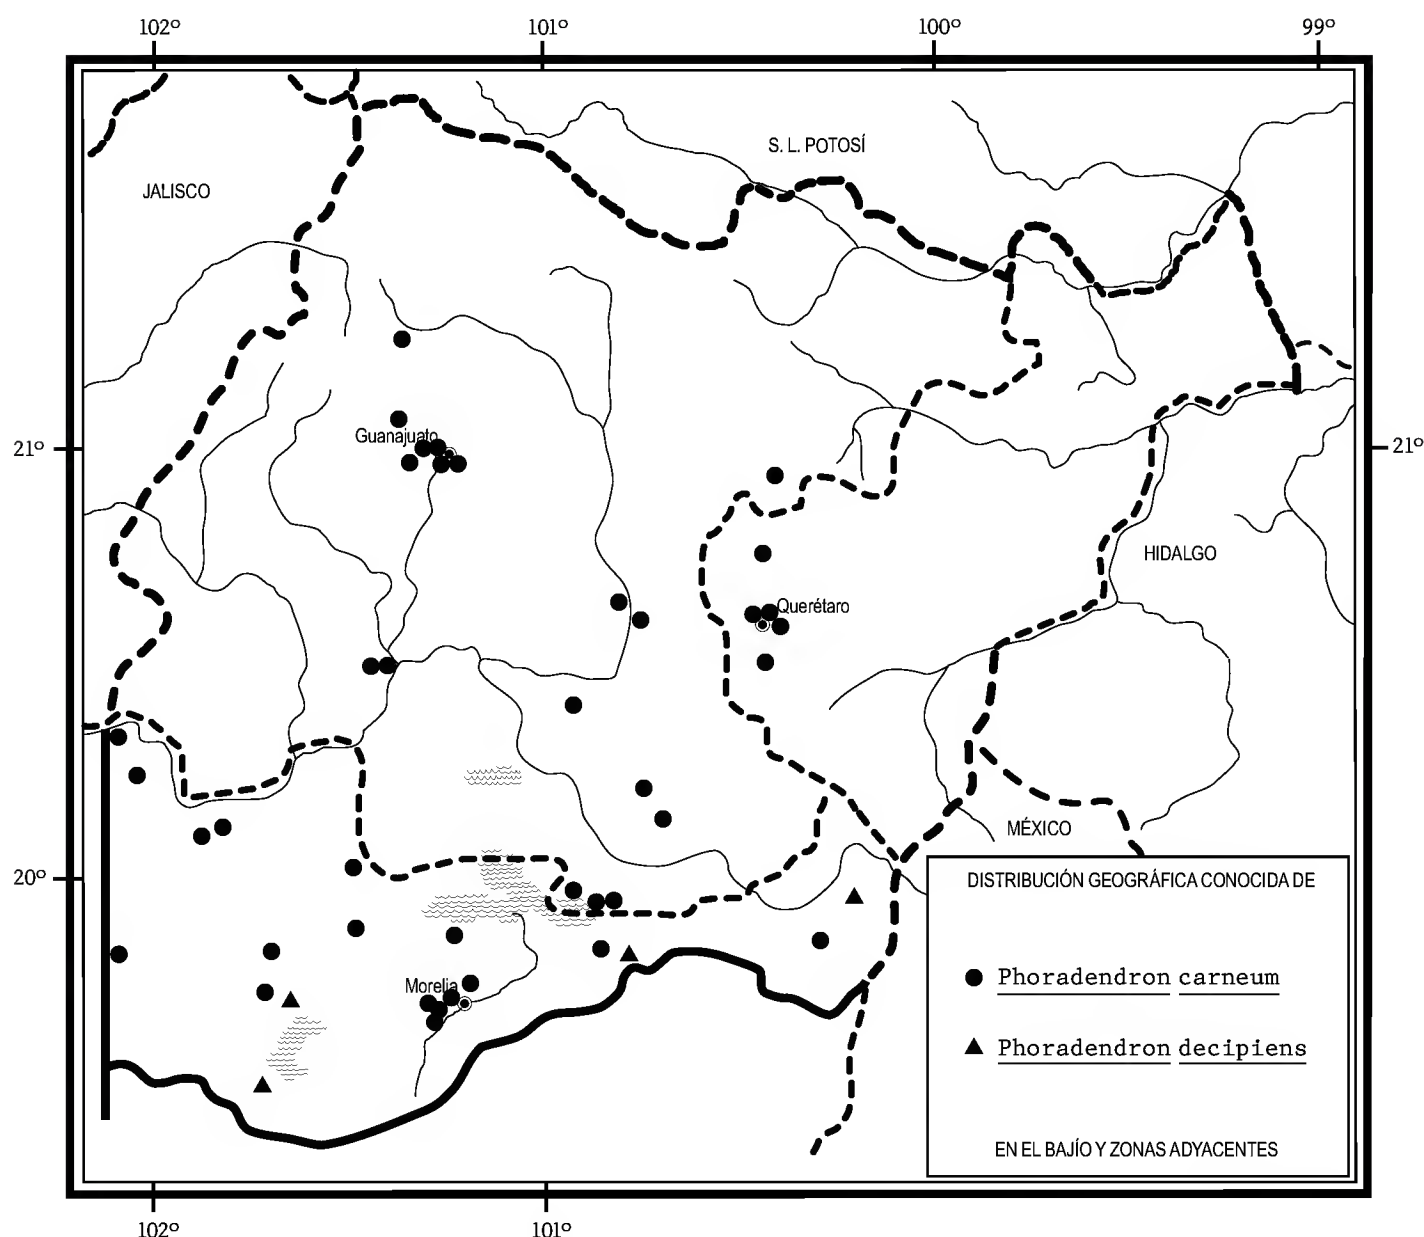 102º 101º 100º 99º
S. L. POTOSÍ
JALISCO
Guanajuato
21º 21º
HIDALGO
Querétaro
MÉXICO
20º
DISTRIBUCIÓN GEOGRÁFICA CONOCIDA DE
Phoradendron carneum
Morelia
Phoradendron decipiens
EN EL BAJÍO Y ZONAS ADYACENTES
102º 101º